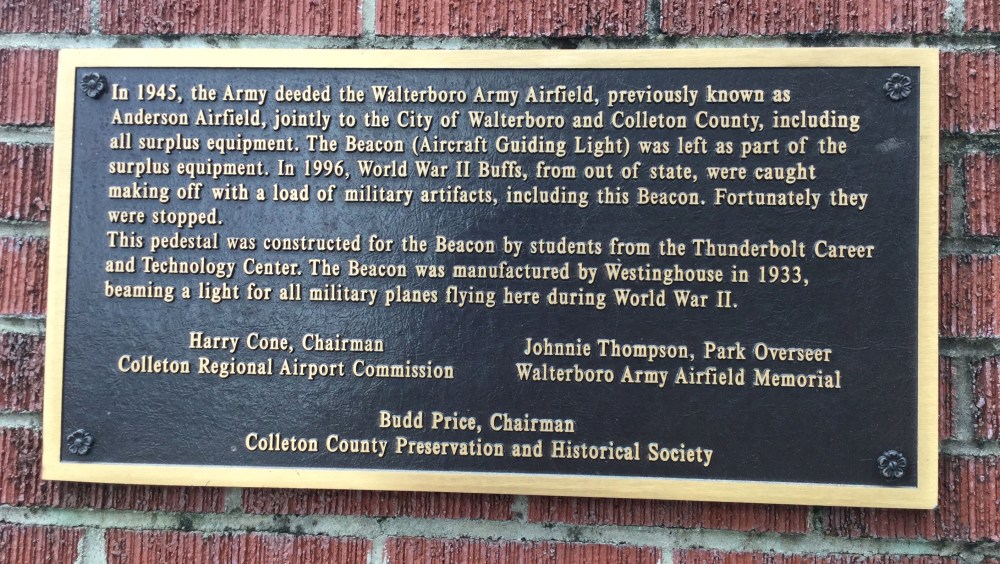 In 1945, the Army deeded the Walterboro Army Airfield, previously known as
Anderson Airfield, jointly to the City of Walterboro and Colleton County, including
all surplus equipment. The Beacon (Aircraft Guiding Light) was left as part of the
surplus equipment. In 1996, World War II Buffs, from out of state, were caught
making off with a load of military artifacts, including this Beacon. Fortunately they
were stopped.
This pedestal was constructed for the Beacon by students from the Thunderbolt Career
and Technology Center. The Beacon was manufactured by Westinghouse in 1933,
beaming a light for all military planes flying here during World War II.
Harry Cone, Chairman
Colleton Regional Airport Commission
Johnnie Thompson, Park Overseer
Walterboro Army Airfield Memorial
Budd Price, Chairman
Colleton County Preservation and Historical Society